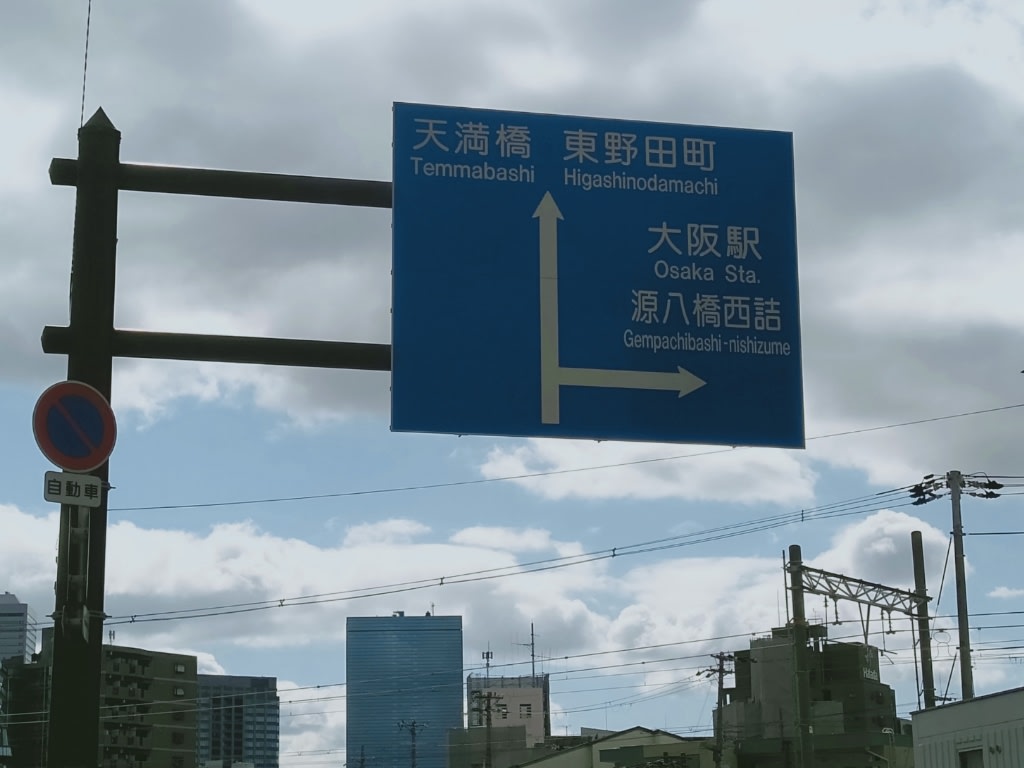 天満橋 東野田町
Temmabashi Higashinodamachi
大阪駅
Osaka Sta.
源八橋西詰
Gempachibashi-nishizume
自動車